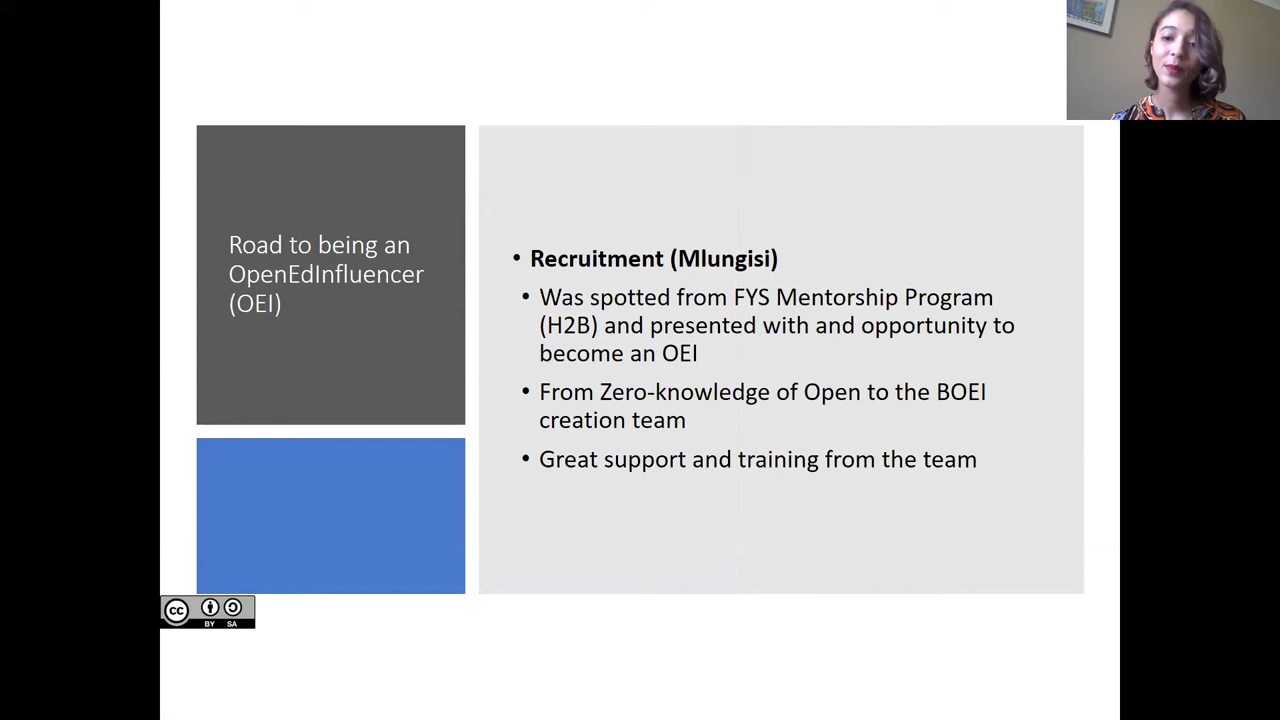 Road to being an
OpenEdInfluencer
(OEI)
• Recruitment (Mlungisi)
• Was spotted from FYS Mentorship Program
(H2B) and presented with and opportunity to
become an OEI
• From Zero-knowledge of Open to the BOEI
creation team
• Great support and training from the team
cc
BY SA